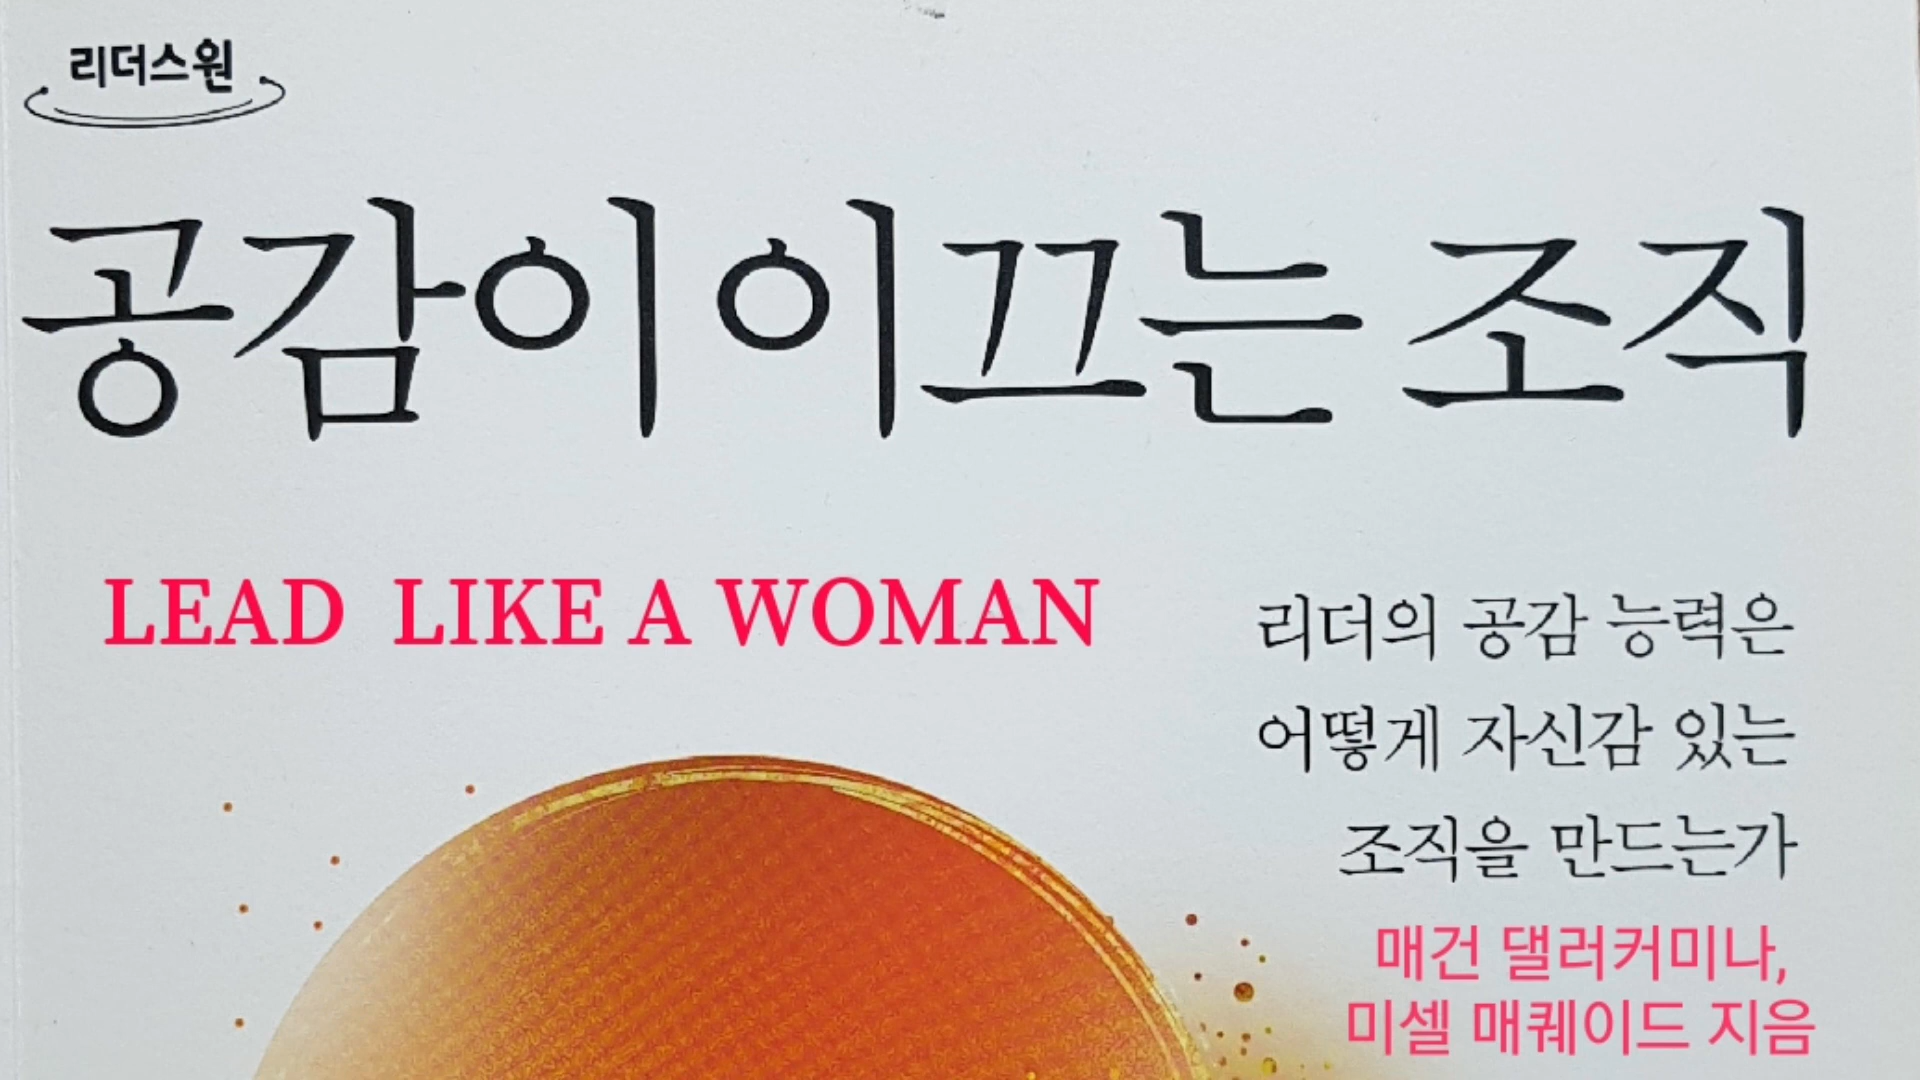 리더스원
공감이 이끄는 조직
LEAD LIKE A WOMAN
리더의 공감 능력은
어떻게 자신감 있는
조직을 만드는가
매건 댈러커미나,
미셸 매퀘이드 지음